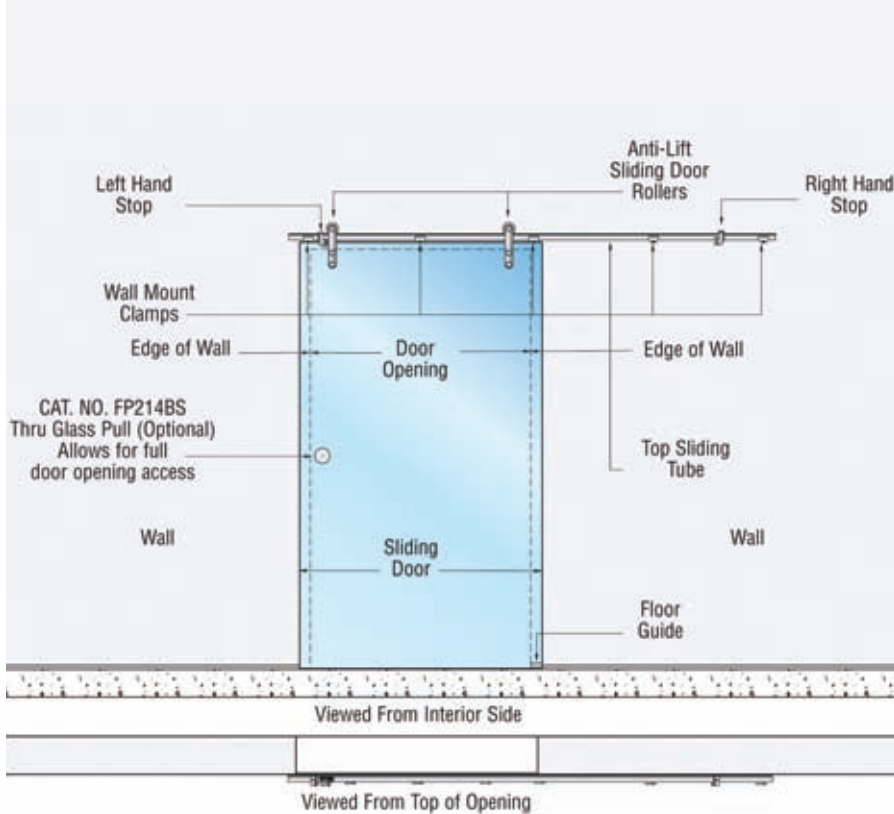 Anti-Lift
Sliding Door
Rollers
Left Hand
Stop
Right Hand
Stop
Wall Mount
Clamps
Edge of Wall
Door
Opening
Edge of Wall
CAT. NO. FP214BS
Thru Glass Pull (Optional)
Allows for full
door opening access
Top Sliding
Tube
Wall
Wall
Sliding
Door
Floor
Guide
Viewed From Interior Side
Viewed From Top of Opening